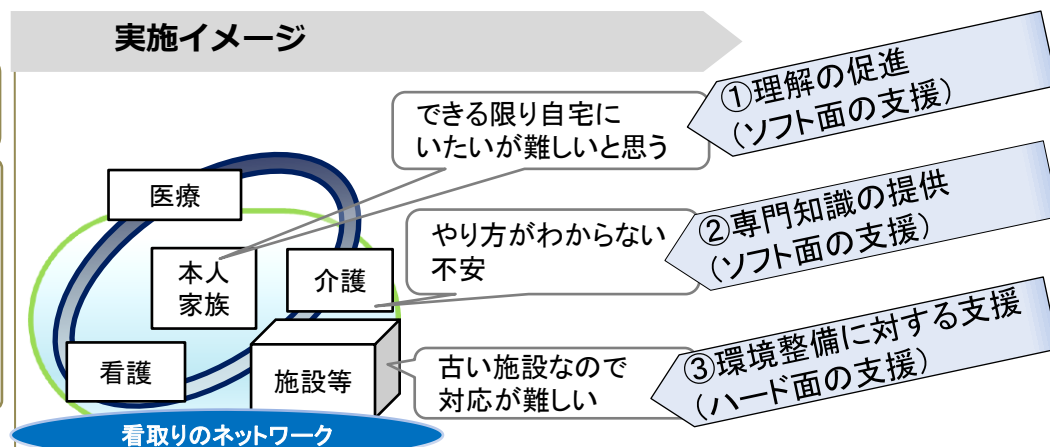 実施イメージ
できる限り自宅に
いたいが難しいと思う
①理解の促進
(ソフト面の支援)
医療
本人
家族
介護
やり方がわからない
不安
②専門知識の提供
(ソフト面の支援)
看護
施設等
古い施設なので
対応が難しい
③環境整備に対する支援
(ハード面の支援)
看取りのネットワーク